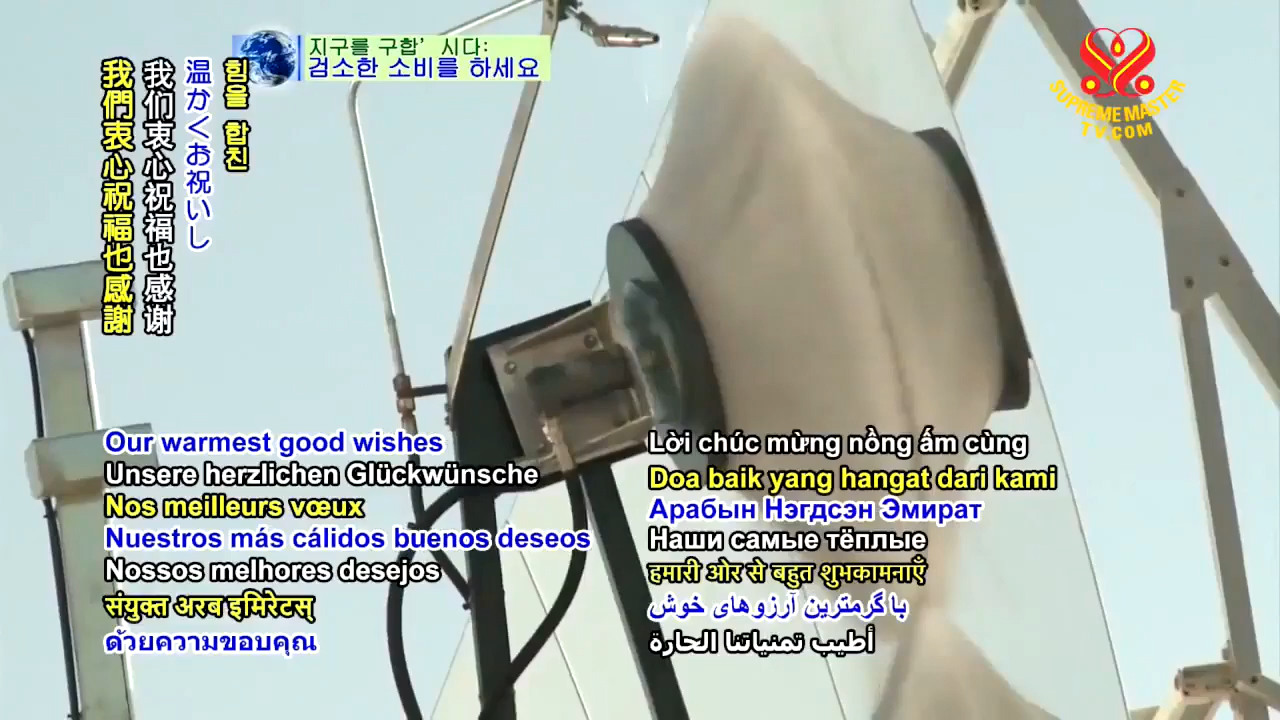 지구를 구합’시다:
검소한 소비를 하세요
SUPREME MASTER
TV.COM
힘을 합친
温かくお祝いし
我们衷心祝福也感谢
我們衷心祝福也感謝
Our warmest good wishes
Unsere herzlichen Glückwünsche
Nos meilleurs vœux
Nuestros más cálidos buenos deseos
Nossos melhores desejos
संयुक्त अरब इमिरेटस्
ด้วยความขอบคุณ
Lời chúc mừng nồng ấm cùng
Doa baik yang hangat dari kami
Арабын Нэгдсэн Эмират
Наши самые тёплые
हमारी ओर से बहुत शुभकामनाएँ
با گرمترین آرزوهای خوش
أطيب تمنياتنا الحارة